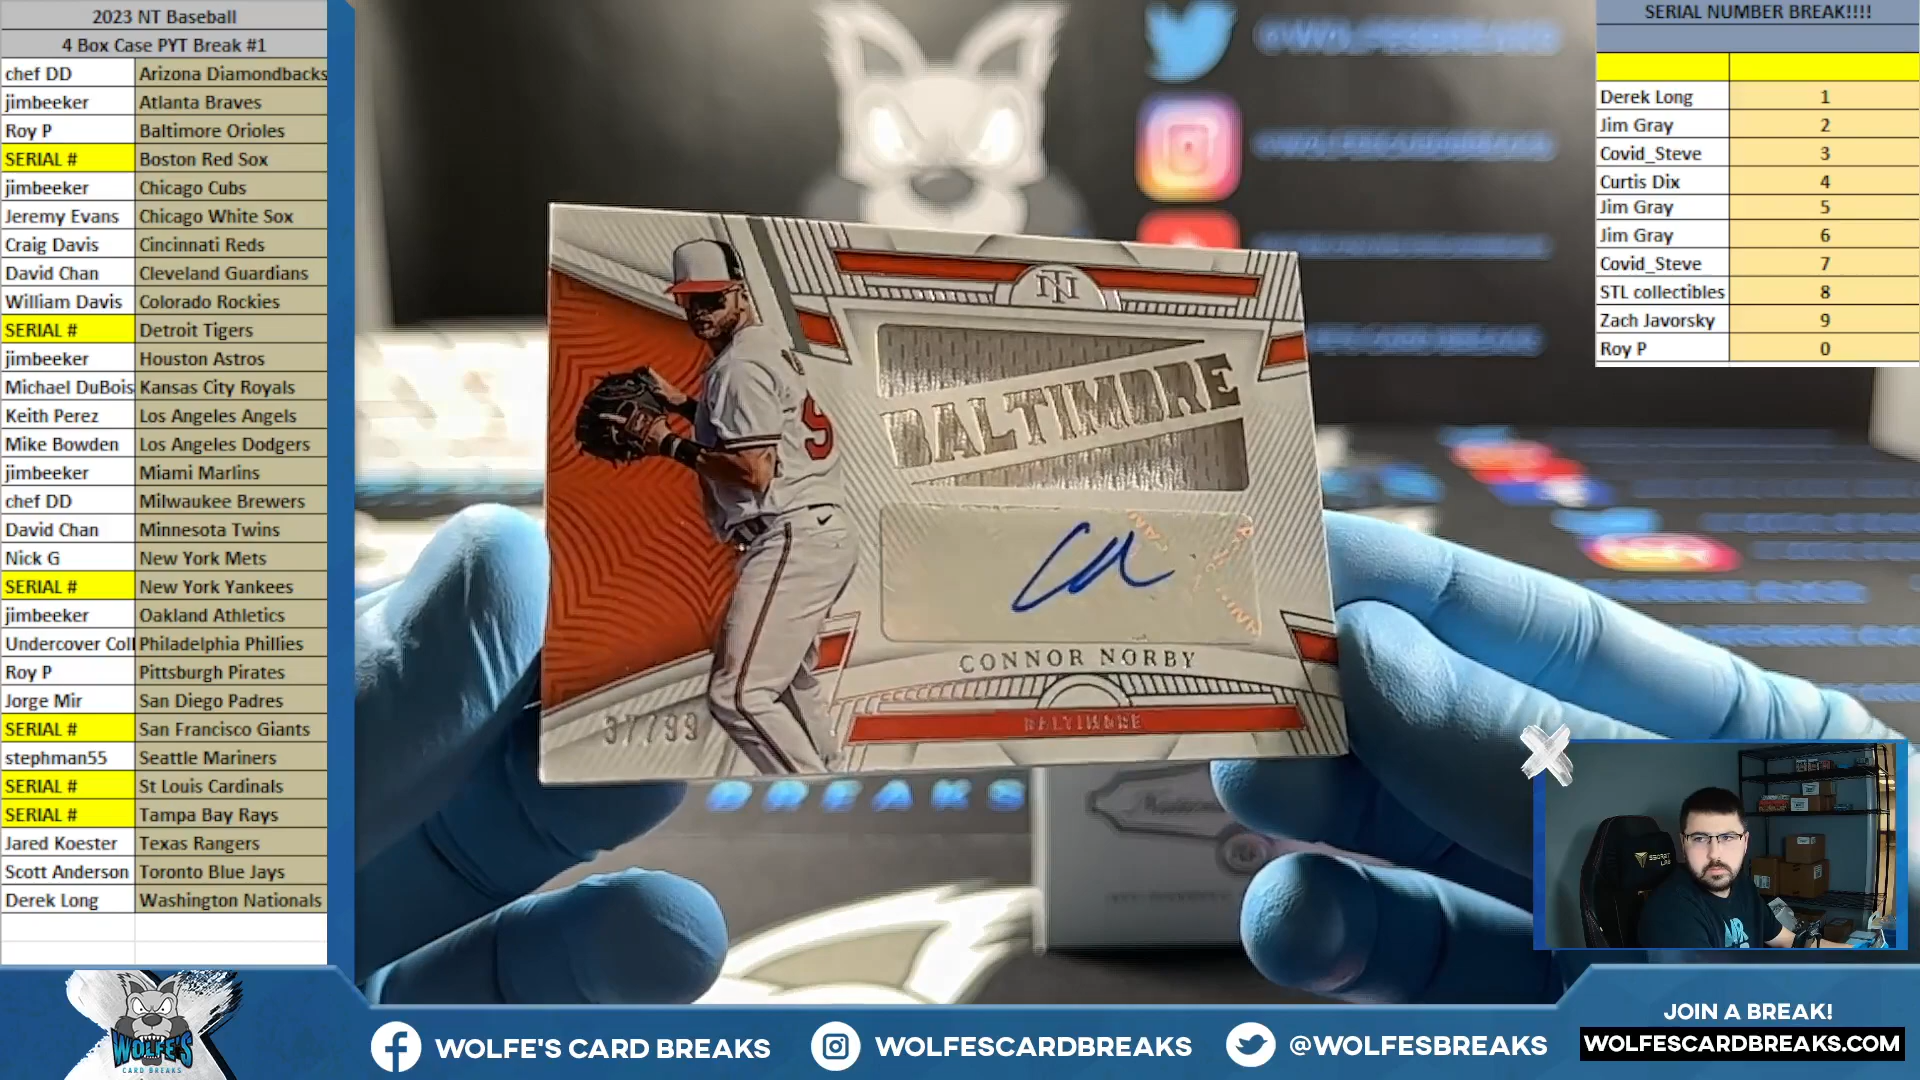 2023 NT Baseball
4 Box Case PYT Break #1
chef DD Arizona Diamondbacks
jimbeeker Atlanta Braves
Roy P Baltimore Orioles
SERIAL # Boston Red Sox
jimbeeker Chicago Cubs
Jeremy Evans Chicago White Sox
Craig Davis Cincinnati Reds
David Chan Cleveland Guardians
William Davis Colorado Rockies
SERIAL # Detroit Tigers
jimbeeker Houston Astros
Michael DuBois Kansas City Royals
Keith Perez Los Angeles Angels
Mike Bowden Los Angeles Dodgers
jimbeeker Miami Marlins
chef DD Milwaukee Brewers
David Chan Minnesota Twins
Nick G New York Mets
SERIAL # New York Yankees
jimbeeker Oakland Athletics
Undercover Coll Philadelphia Phillies
Roy P Pittsburgh Pirates
Jorge Mir San Diego Padres
SERIAL # San Francisco Giants
stephman55 Seattle Mariners
SERIAL # St Louis Cardinals
SERIAL # Tampa Bay Rays
Jared Koester Texas Rangers
Scott Anderson Toronto Blue Jays
Derek Long Washington Nationals
SERIAL NUMBER BREAK!!!!
Derek Long 1
Jim Gray 2
Covid_Steve 3
Curtis Dix 4
Jim Gray 5
Jim Gray 6
Covid_Steve 7
STL collectibles 8
Zach Javorsky 9
Roy P 0
NT
BALTIMORE
CONNOR NORBY
BALTIMORE
37/99
BREAKS
WOLFE'S
CARD BREAKS
WOLFE'S CARD BREAKS
WOLFESCARDBREAKS
@WOLFESBREAKS
JOIN A BREAK!
WOLFESCARDBREAKS.COM